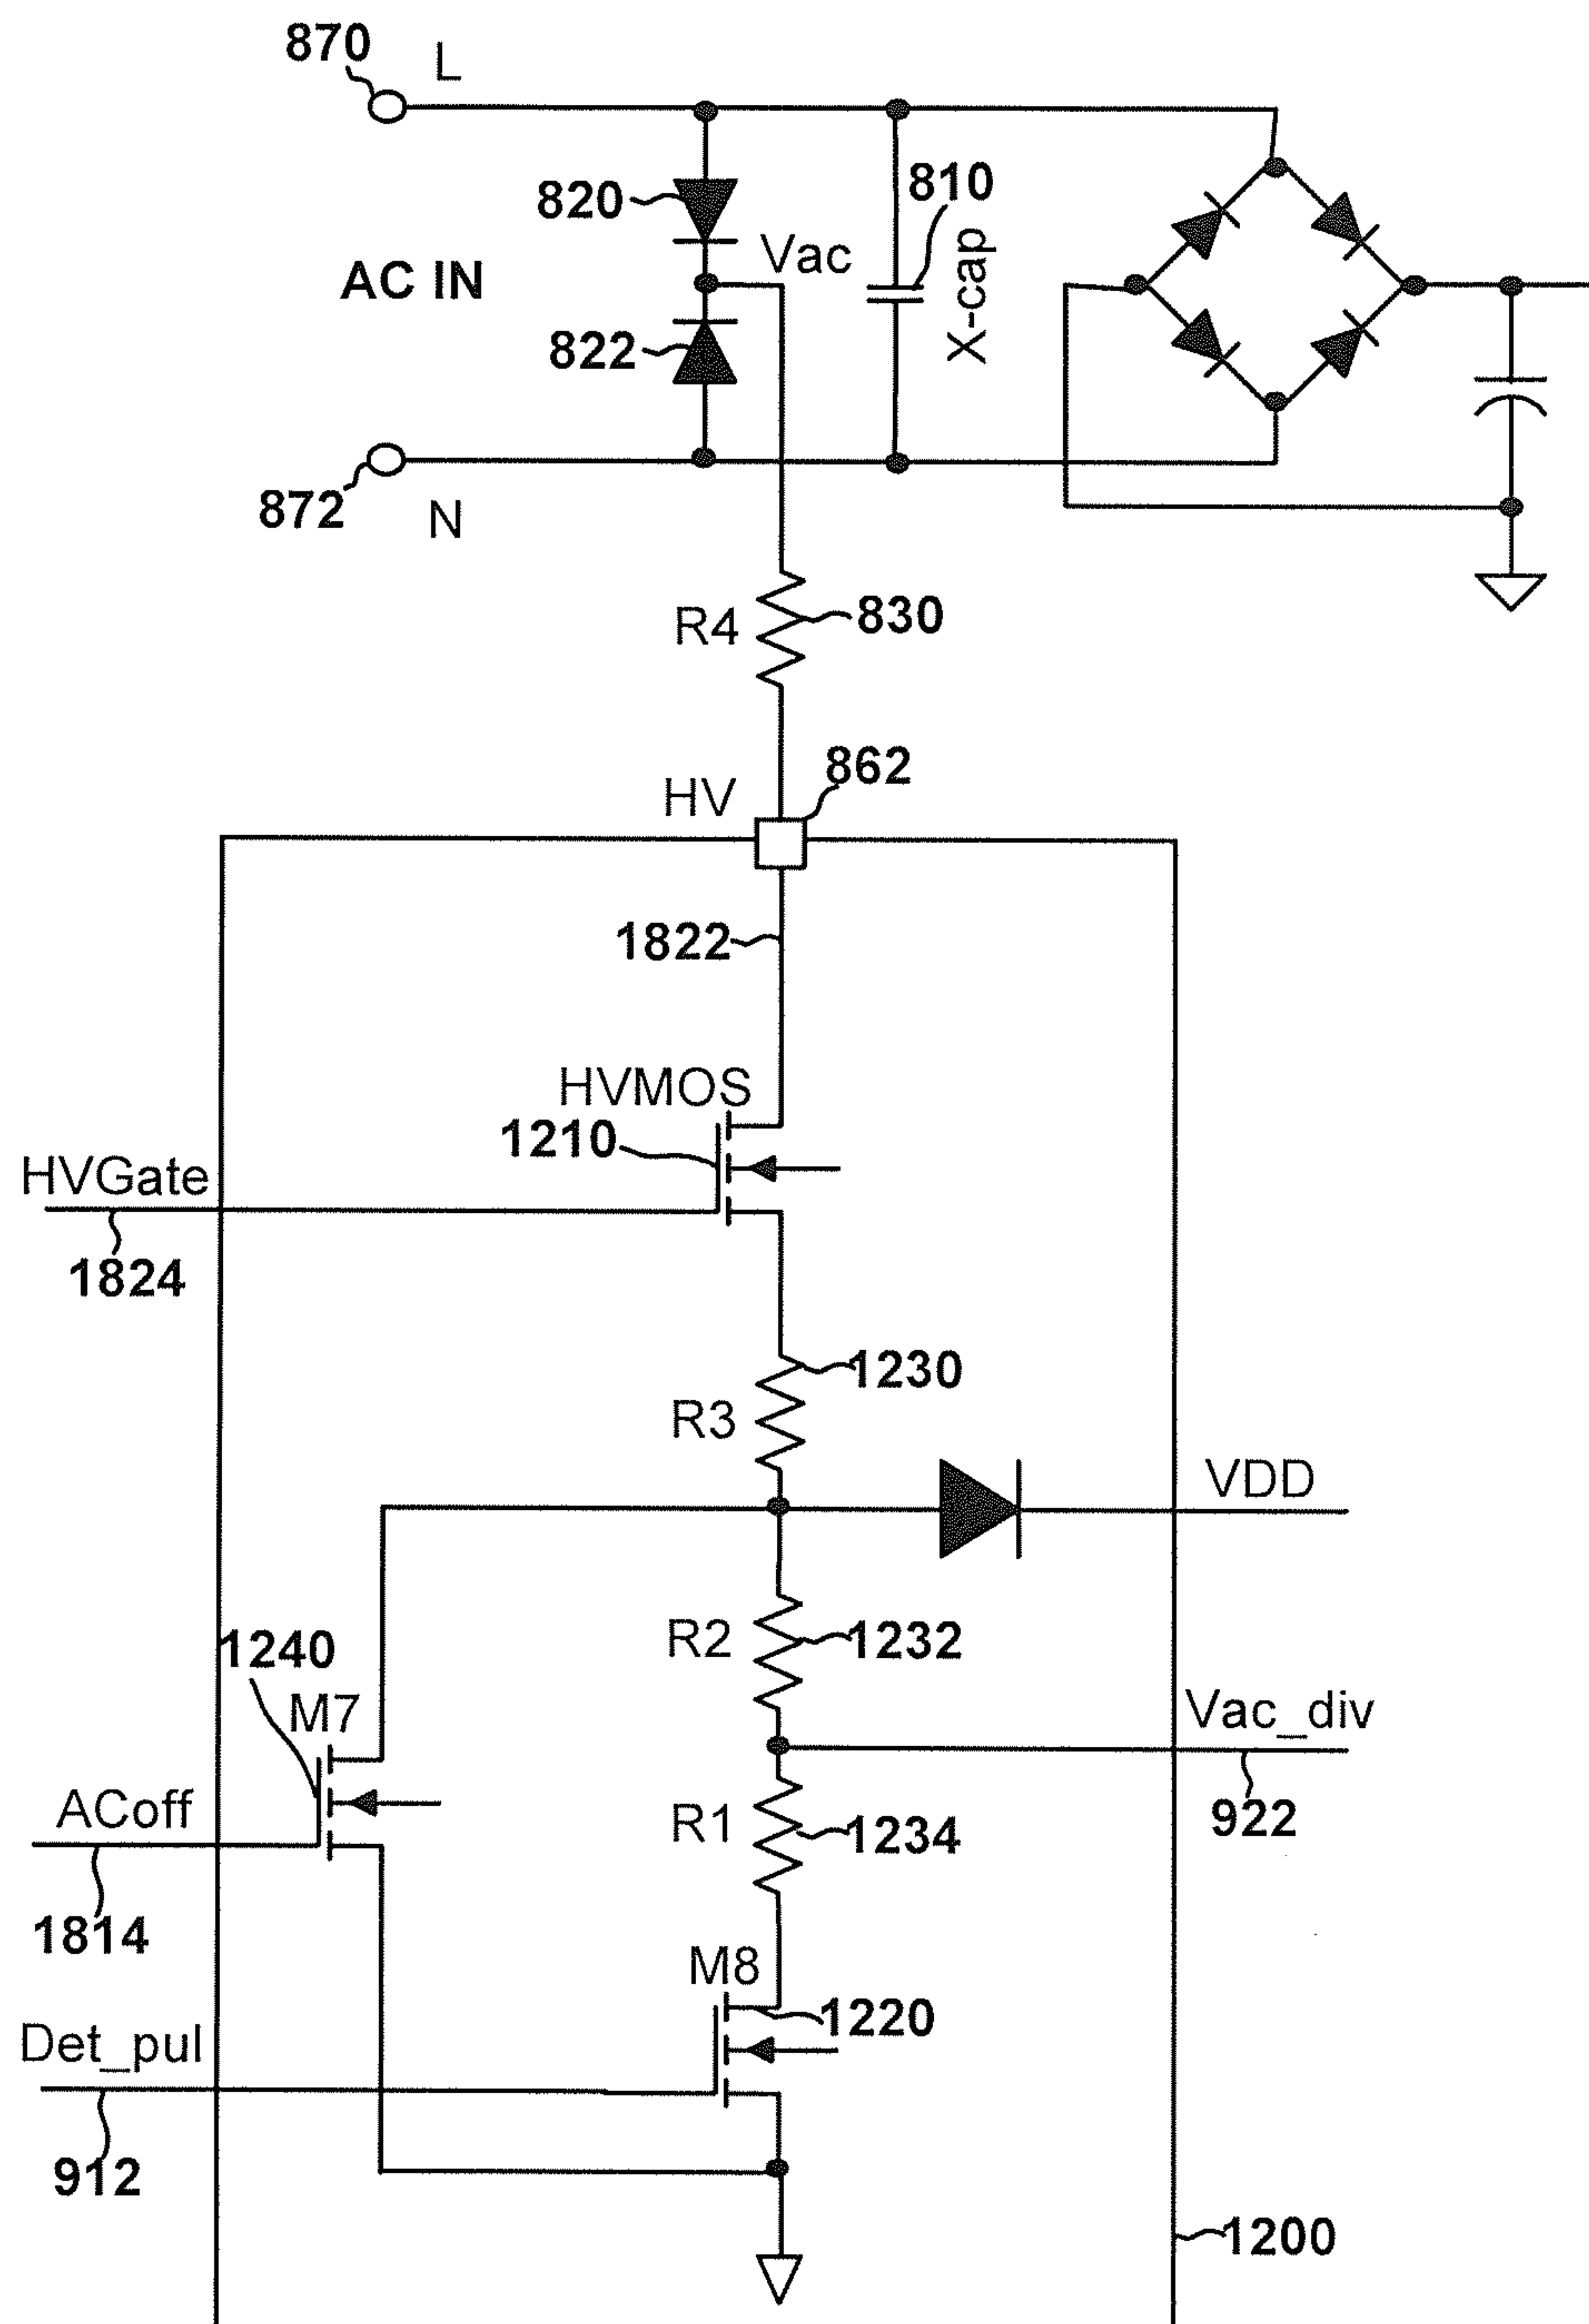 870 L
820
810
Vac
X-cap
AC IN
822
872
N
R4
830
862
HV
1822
HVMOS
1210
HVGate
1824
1230
R3
VDD
R2
1232
1240
M7
Vac_div
ACoff
R1
1234
922
1814
M8
1220
Det_pul
912
1200